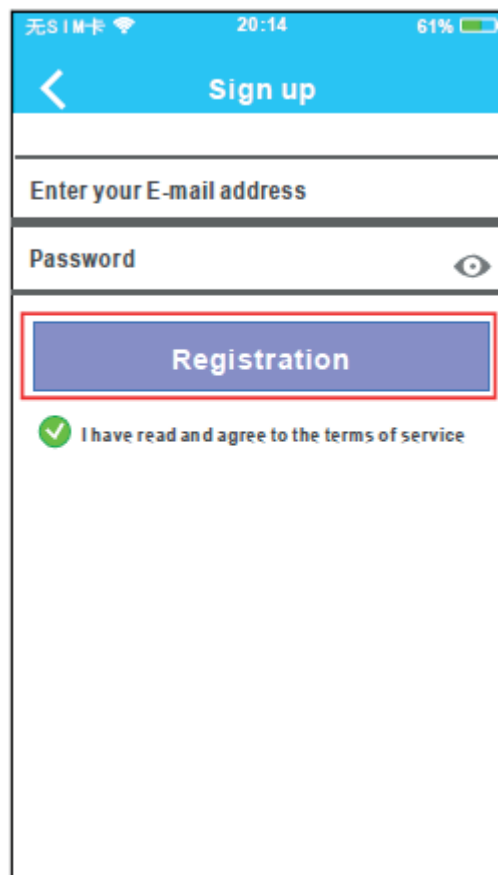 无SIM卡 20:14 61%
Sign up
Enter your E-mail address
Password
Registration
I have read and agree to the terms of service